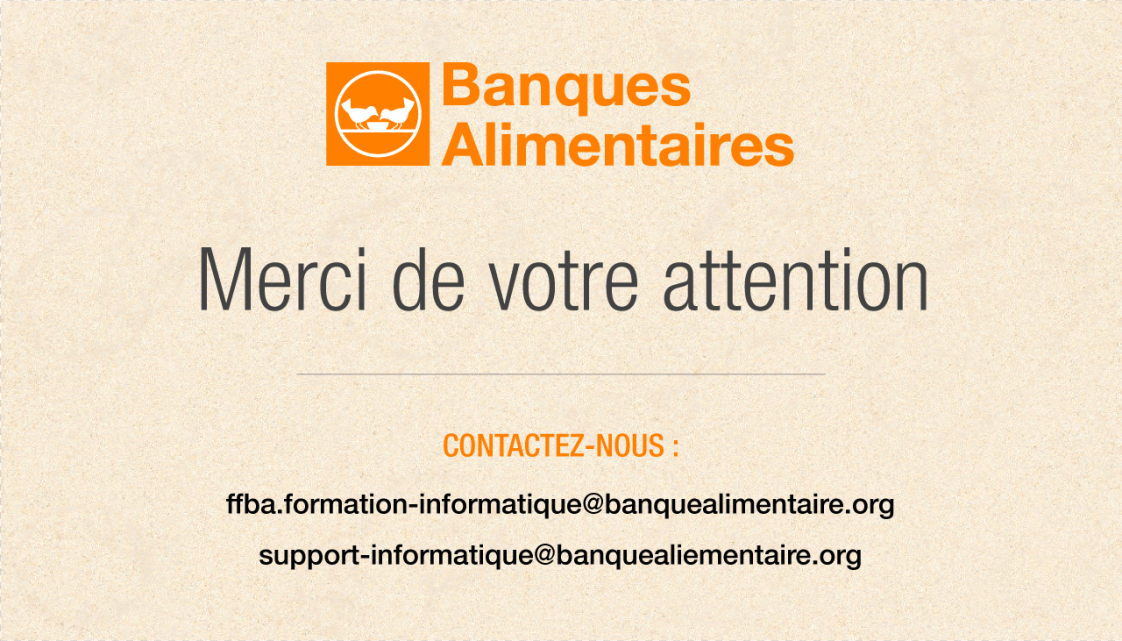 Banques
Alimentaires
Merci de votre attention
CONTACTEZ-NOUS :
ffba.formation-informatique@banquealimentaire.org
support-informatique@banquealiementaire.org